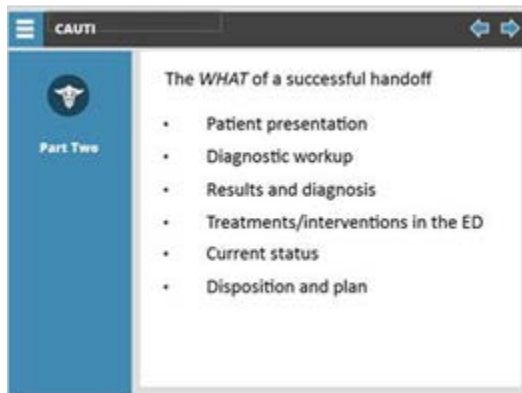 CAUTI
Part Two
The WHAT of a successful handoff
• Patient presentation
• Diagnostic workup
• Results and diagnosis
• Treatments/interventions in the ED
• Current status
• Disposition and plan